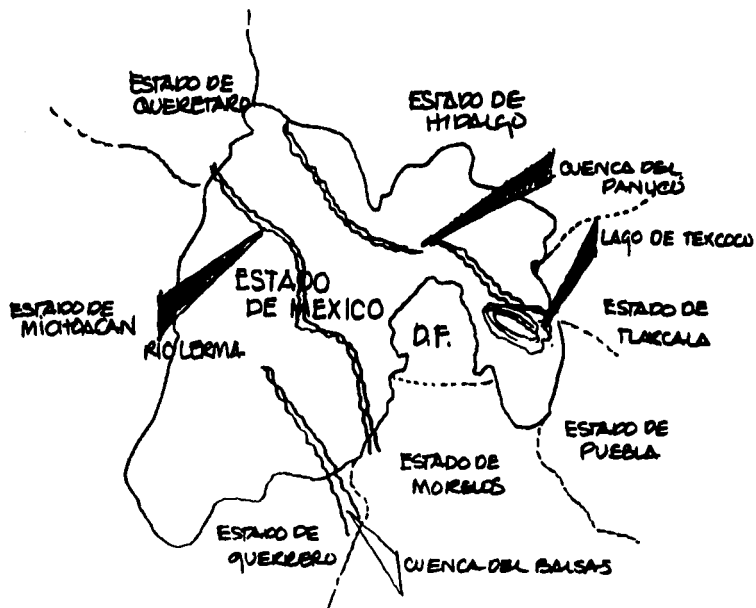 ESTADO DE
QUERETARO
ESTADO DE
HIDALGO
CUENCA DEL
PANUCO
LAGO DE TEXCOCO
ESTADO
DE MEXICO
ESTADO DE
MICHOACAN
RIO LERMA
D.F.
ESTADO DE
TLAXCALA
ESTADO DE
PUEBLA
ESTADO DE
MORELOS
ESTADO DE
GUERRERO
CUENCA DEL BALSAS